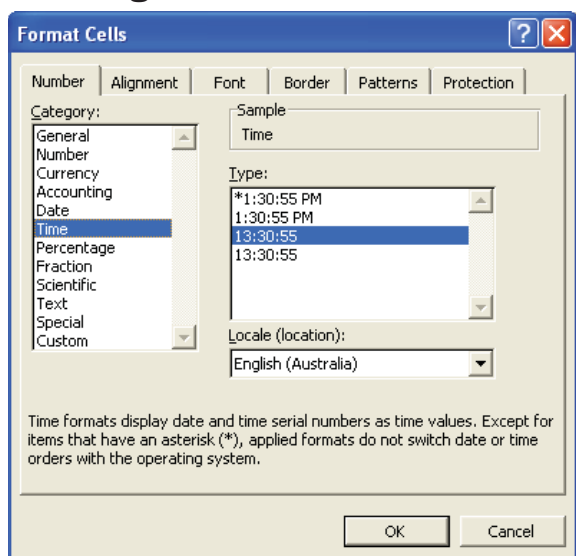 Format Cells
Number Alignment Font Border Patterns Protection
Category:
General
Number
Currency
Accounting
Date
Time
Percentage
Fraction
Scientific
Text
Special
Custom
Sample
Time
Type:
*1:30:55 PM
1:30:55 PM
13:30:55
13:30:55
Locale (location):
English (Australia)
Time formats display date and time serial numbers as time values. Except for
items that have an asterisk (*), applied formats do not switch date or time
orders with the operating system.
OK Cancel